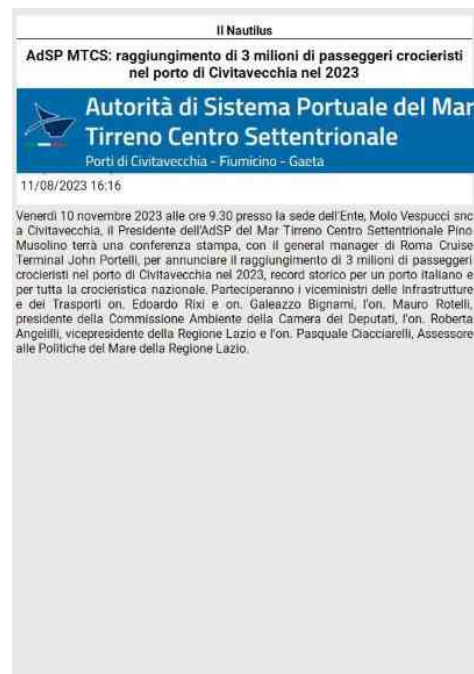 Il Nautilus
AdSP MTCS: raggiungimento di 3 milioni di passeggeri crocieristi
nel porto di Civitavecchia nel 2023
Autorità di Sistema Portuale del Mar
Tirreno Centro Settentrionale
Porti di Civitavecchia - Fiumicino - Gaeta
11/08/2023 16:16
Venerdì 10 novembre 2023 alle ore 9.30 presso la sede dell'Ente, Molo Vespucci snc
a Civitavecchia, il Presidente dell'AdSP del Mar Tirreno Centro Settentrionale Pino
Musolino terrà una conferenza stampa, con il general manager di Roma Cruise
Terminal John Portelli, per annunciare il raggiungimento di 3 milioni di passeggeri
crocieristi nel porto di Civitavecchia nel 2023, record storico per un porto italiano e
per tutta la crocieristica nazionale. Parteciperanno i viceministri delle Infrastrutture
e dei Trasporti on. Edoardo Rixi e on. Galeazzo Bignami, l'on. Mauro Rotelli,
presidente della Commissione Ambiente della Camera dei Deputati, l'on. Roberta
Angelilli, vicepresidente della Regione Lazio e l'on. Pasquale Ciacciarelli, Assessore
alle Politiche del Mare della Regione Lazio.